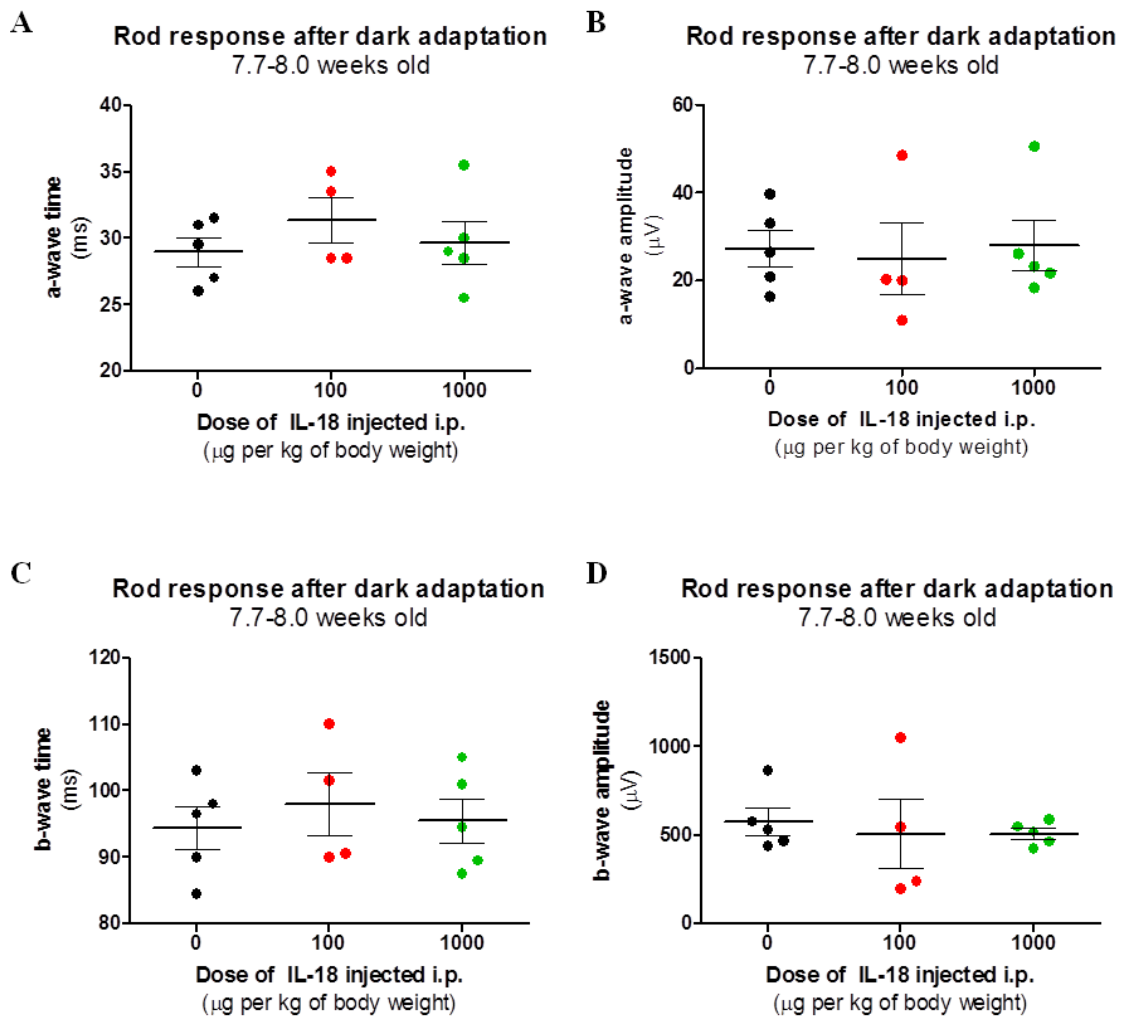 A
Rod response after dark adaptation
7.7-8.0 weeks old
a-wave time
(ms)
40
35
30
25
20
0
100
1000
Dose of IL-18 injected i.p.
(μg per kg of body weight)
B
Rod response after dark adaptation
7.7-8.0 weeks old
a-wave amplitude
(μV)
60
40
20
0
0
100
1000
Dose of IL-18 injected i.p.
(μg per kg of body weight)
C
Rod response after dark adaptation
7.7-8.0 weeks old
b-wave time
(ms)
120
110
100
90
80
0
100
1000
Dose of IL-18 injected i.p.
(μg per kg of body weight)
D
Rod response after dark adaptation
7.7-8.0 weeks old
b-wave amplitude
(μV)
1500
1000
500
0
0
100
1000
Dose of IL-18 injected i.p.
(μg per kg of body weight)